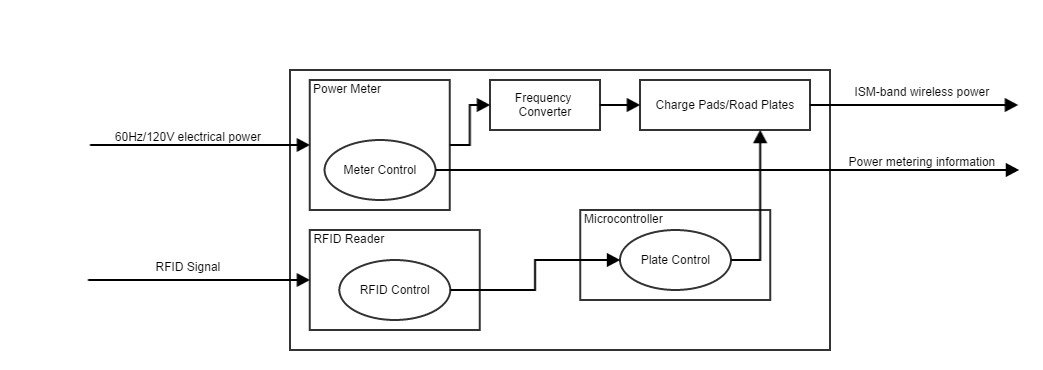 Power Meter
Frequency
Converter
Charge Pads/Road Plates
ISM-band wireless power
60Hz/120V electrical power
Meter Control
Power metering information
Microcontroller
RFID Reader
RFID Signal
Plate Control
RFID Control